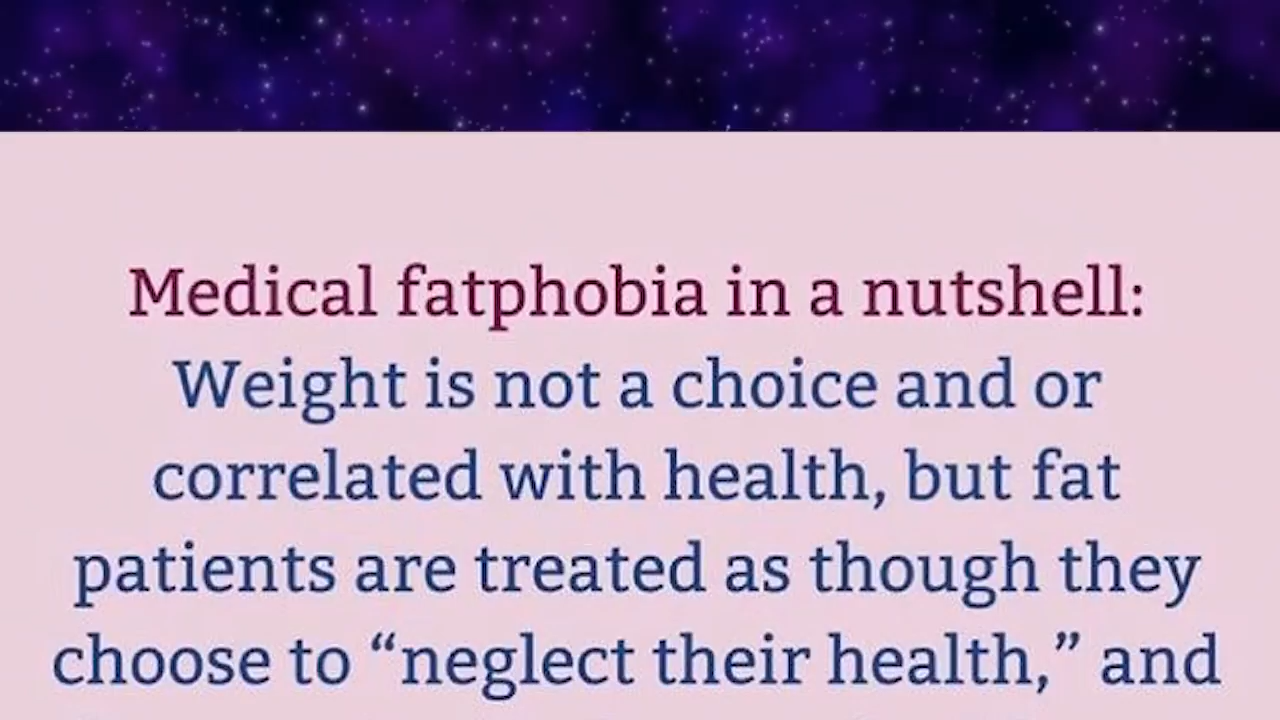 Medical fatphobia in a nutshell:
Weight is not a choice and or
correlated with health, but fat
patients are treated as though they
choose to “neglect their health,” and